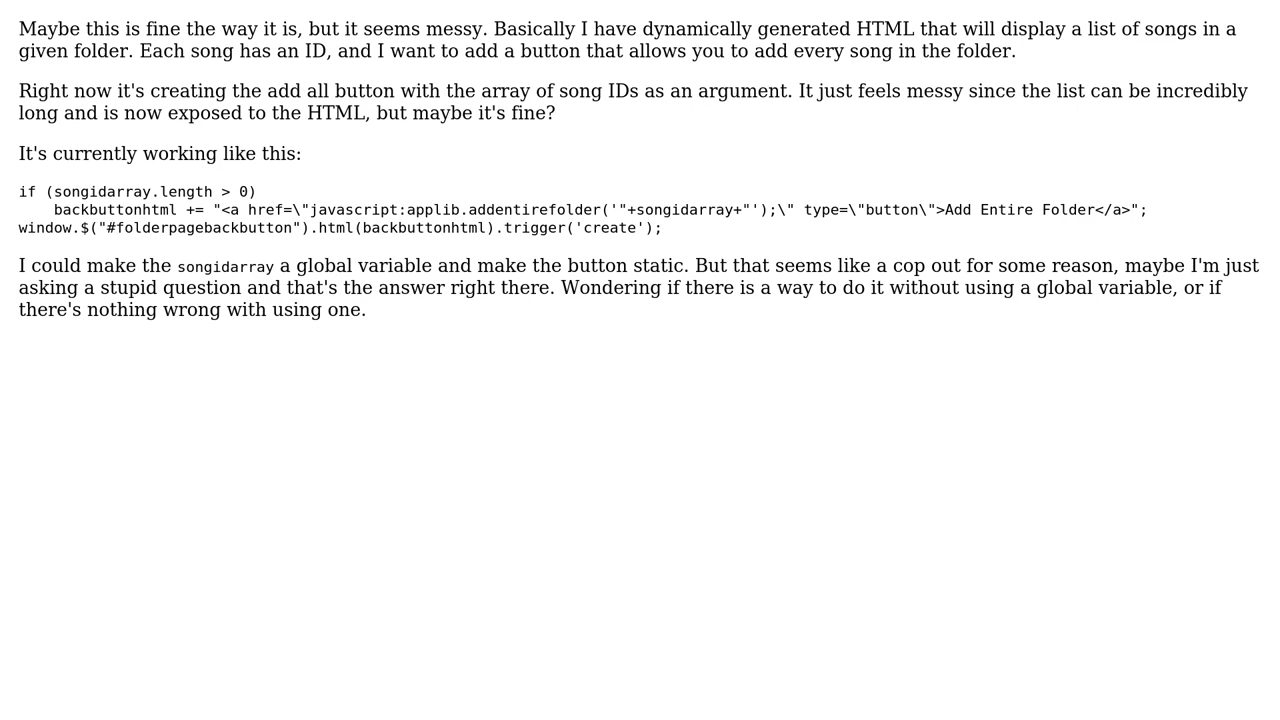 Maybe this is fine the way it is, but it seems messy. Basically I have dynamically generated HTML that will display a list of songs in a
given folder. Each song has an ID, and I want to add a button that allows you to add every song in the folder.
Right now it's creating the add all button with the array of song IDs as an argument. It just feels messy since the list can be incredibly
long and is now exposed to the HTML, but maybe it's fine?
It's currently working like this:
if (songidarray.length > 0)
    backbuttonhtml += "<a href=\"javascript:applib.addentirefolder('"+songidarray+"');\" type=\"button\">Add Entire Folder</a>";
window.$("#folderpagebackbutton").html(backbuttonhtml).trigger('create');
I could make the songidarray a global variable and make the button static. But that seems like a cop out for some reason, maybe I'm just
asking a stupid question and that's the answer right there. Wondering if there is a way to do it without using a global variable, or if
there's nothing wrong with using one.